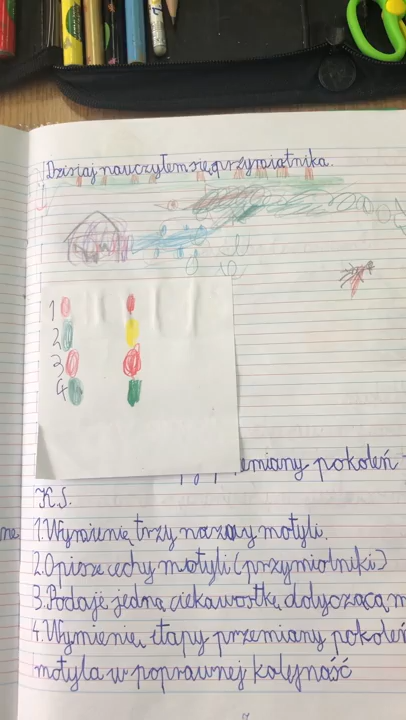 Dzisiaj nauczyłem się przymiotnika.
1
2
3
4
przemiany pokoleń
K.S.
1.Wymienię trzy nazwy motyli.
2.Opiszę cechy motyli (przymiotniki)
3.Podaję jedną ciekawostkę dotyczącą m
4.Wymienię etapy przemiany pokoleń
motyla w poprawnej kolejność